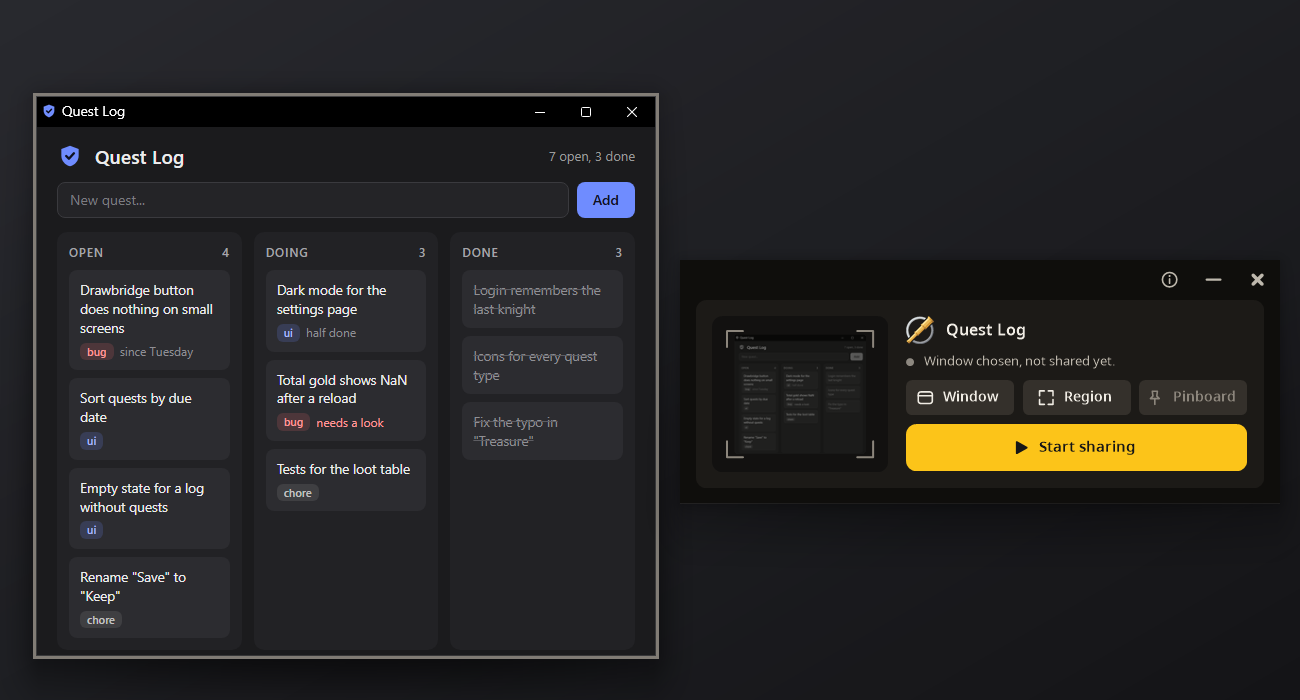 Quest Log
Quest Log
7 open, 3 done
New quest...
Add
OPEN 4
Drawbridge button
does nothing on small
screens
bug since Tuesday
Sort quests by due
date
ui
Empty state for a log
without quests
ui
Rename "Save" to
"Keep"
chore
DOING 3
Dark mode for the
settings page
ui half done
Total gold shows NaN
after a reload
bug needs a look
Tests for the loot table
chore
DONE 3
Login remembers the
last knight
Icons for every quest
type
Fix the typo in
"Treasure"
Quest Log
Window chosen, not shared yet.
Window
Region
Pinboard
Start sharing